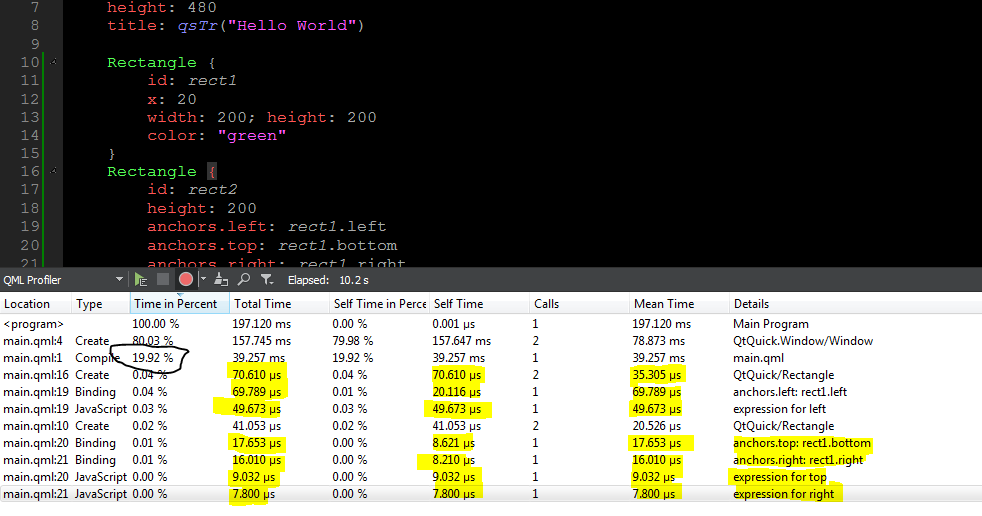 7 height: 480
8 title: qsTr("Hello World")
9
10 Rectangle {
11 id: rect1
12 x: 20
13 width: 200; height: 200
14 color: "green"
15 }
16 Rectangle {
17 id: rect2
18 height: 200
19 anchors.left: rect1.left
20 anchors.top: rect1.bottom
21 anchors.right: rect1.right
QML Profiler Elapsed: 10.2 s
Location Type Time in Percent Total Time Self Time in Perce Self Time Calls Mean Time Details
<program> 100.00 % 197.120 ms 0.00 % 0.001 µs 1 197.120 ms Main Program
main.qml:4 Create 80.03 % 157.745 ms 79.98 % 157.647 ms 2 78.873 ms QtQuick.Window/Window
main.qml:1 Compile 19.92 % 39.257 ms 19.92 % 39.257 ms 1 39.257 ms main.qml
main.qml:16 Create 0.04 % 70.610 µs 0.04 % 70.610 µs 2 35.305 µs QtQuick/Rectangle
main.qml:19 Binding 0.04 % 69.789 µs 0.01 % 20.116 µs 1 69.789 µs anchors.left: rect1.left
main.qml:19 JavaScript 0.03 % 49.673 µs 0.03 % 49.673 µs 1 49.673 µs expression for left
main.qml:10 Create 0.02 % 41.053 µs 0.02 % 41.053 µs 2 20.526 µs QtQuick/Rectangle
main.qml:20 Binding 0.01 % 17.653 µs 0.00 % 8.621 µs 1 17.653 µs anchors.top: rect1.bottom
main.qml:21 Binding 0.01 % 16.010 µs 0.00 % 8.210 µs 1 16.010 µs anchors.right: rect1.right
main.qml:20 JavaScript 0.00 % 9.032 µs 0.00 % 9.032 µs 1 9.032 µs expression for top
main.qml:21 JavaScript 0.00 % 7.800 µs 0.00 % 7.800 µs 1 7.800 µs expression for right